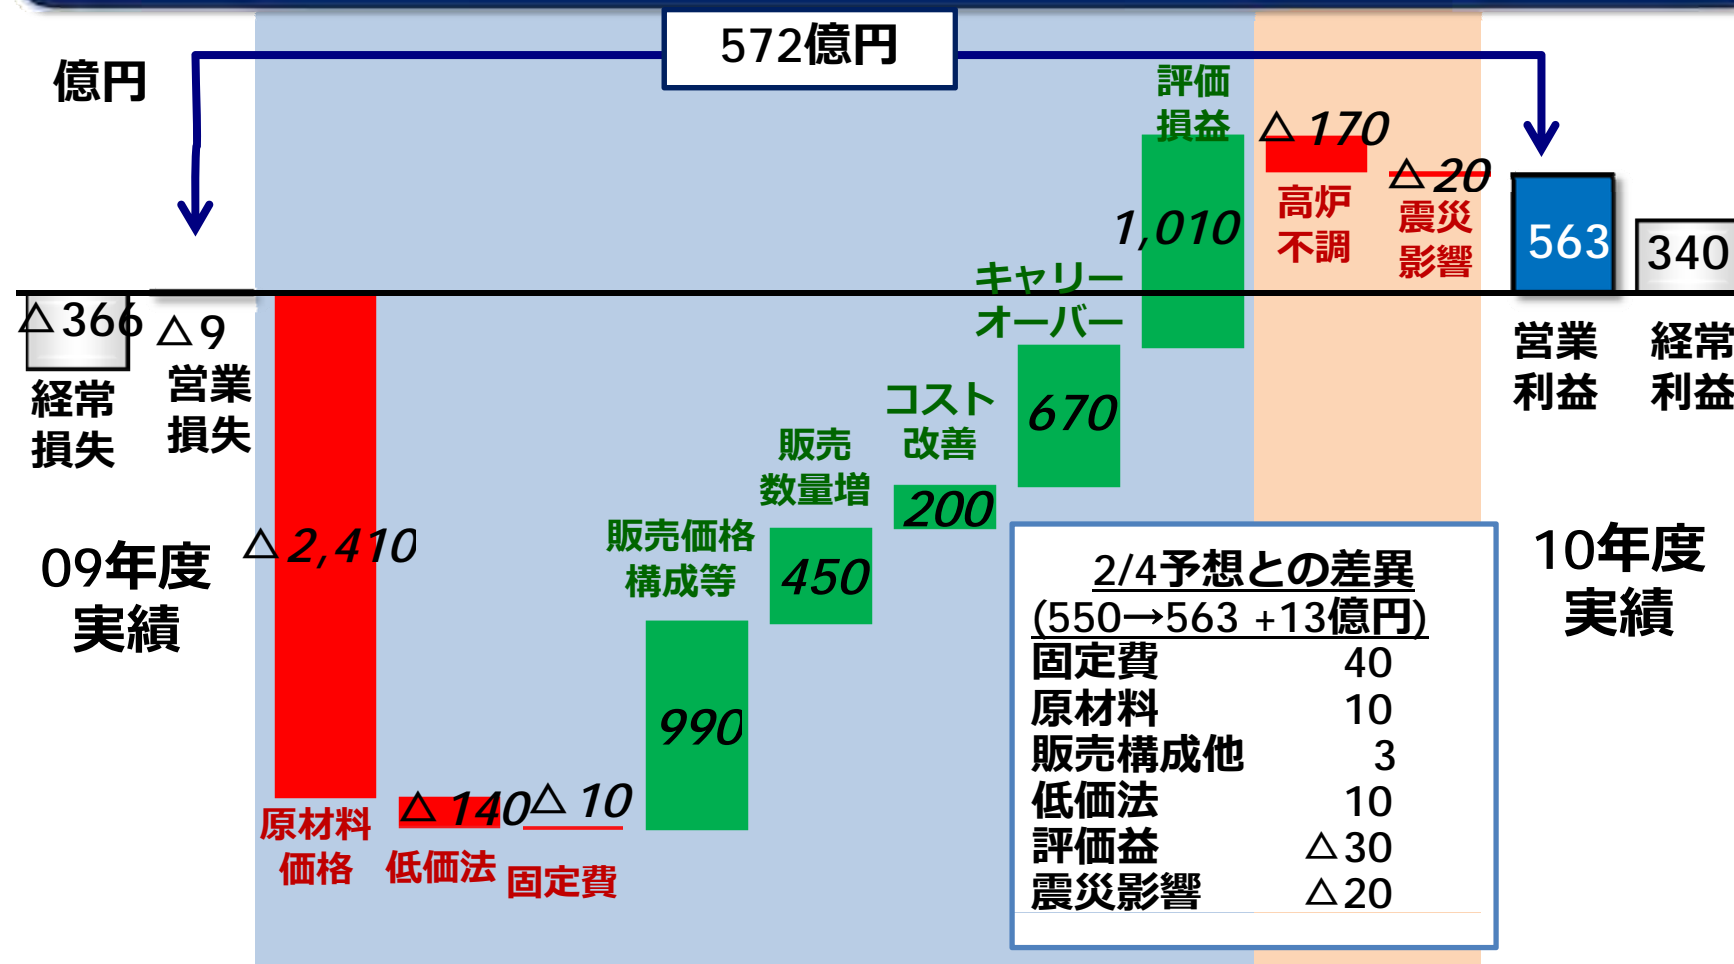 572億円
億円
評価
損益
△170
△20
高炉
不調
震災
影響
1,010
563
340
キャリー
オーバー
△366
△9
営業
利益
経常
利益
経常
損失
営業
損失
コスト
改善
670
販売
数量増
200
販売価格
構成等
450
△2,410
09年度
実績
10年度
実績
990
△140
△10
原材料
価格
低価法
固定費
2/4予想との差異
(550→563 +13億円)
固定費 40
原材料 10
販売構成他 3
低価法 10
評価益 △30
震災影響 △20